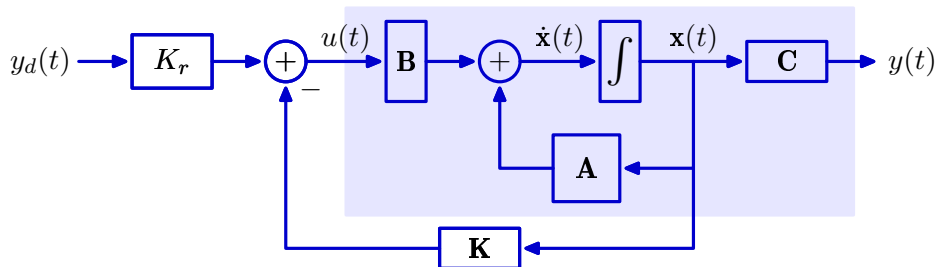 u(t) ẋ(t) x(t)
y_d(t) K_r + B + ∫ C y(t)
−
A
K